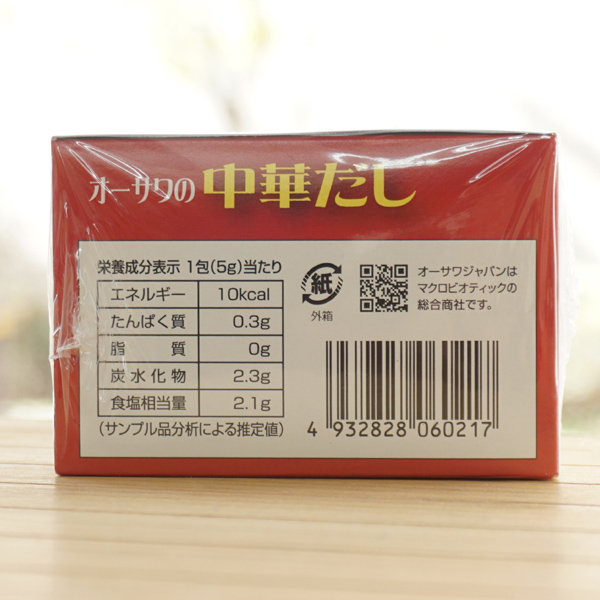 オーサワの 中華だし
栄養成分表示 1包(5g)当たり
エネルギー 10kcal
たんぱく質 0.3g
脂質 0g
炭水化物 2.3g
食塩相当量 2.1g
(サンプル品分析による推定値)
紙
外箱
オーサワジャパンは
マクロビオティックの
総合商社です。
4 932828 060217